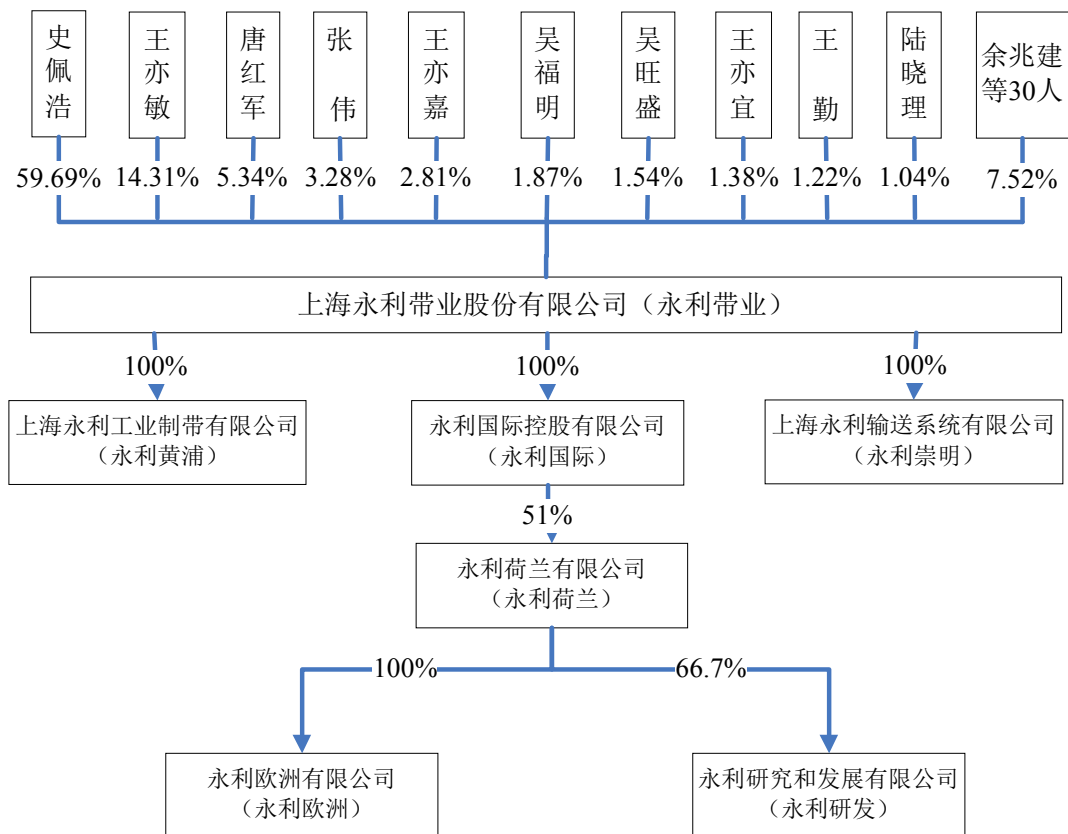 史佩浩
王亦敏
唐红军
张伟
王亦嘉
吴福明
吴旺盛
王亦宜
王勤
陆晓理
余兆建
等30人
59.69%
14.31%
5.34%
3.28%
2.81%
1.87%
1.54%
1.38%
1.22%
1.04%
7.52%
上海永利带业股份有限公司（永利带业）
100%
100%
100%
上海永利工业制带有限公司
（永利黄浦）
永利国际控股有限公司
（永利国际）
上海永利输送系统有限公司
（永利崇明）
51%
永利荷兰有限公司
（永利荷兰）
100%
66.7%
永利欧洲有限公司
（永利欧洲）
永利研究和发展有限公司
（永利研发）